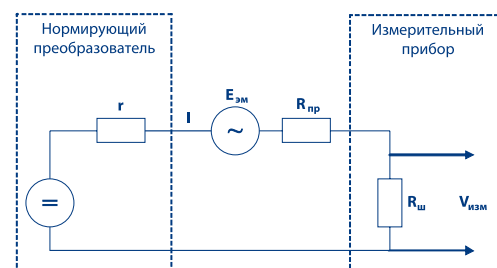 Нормирующий
преобразователь
Измерительный
прибор
r
I
Eэм
~
Rпр
=
Rш
Vизм